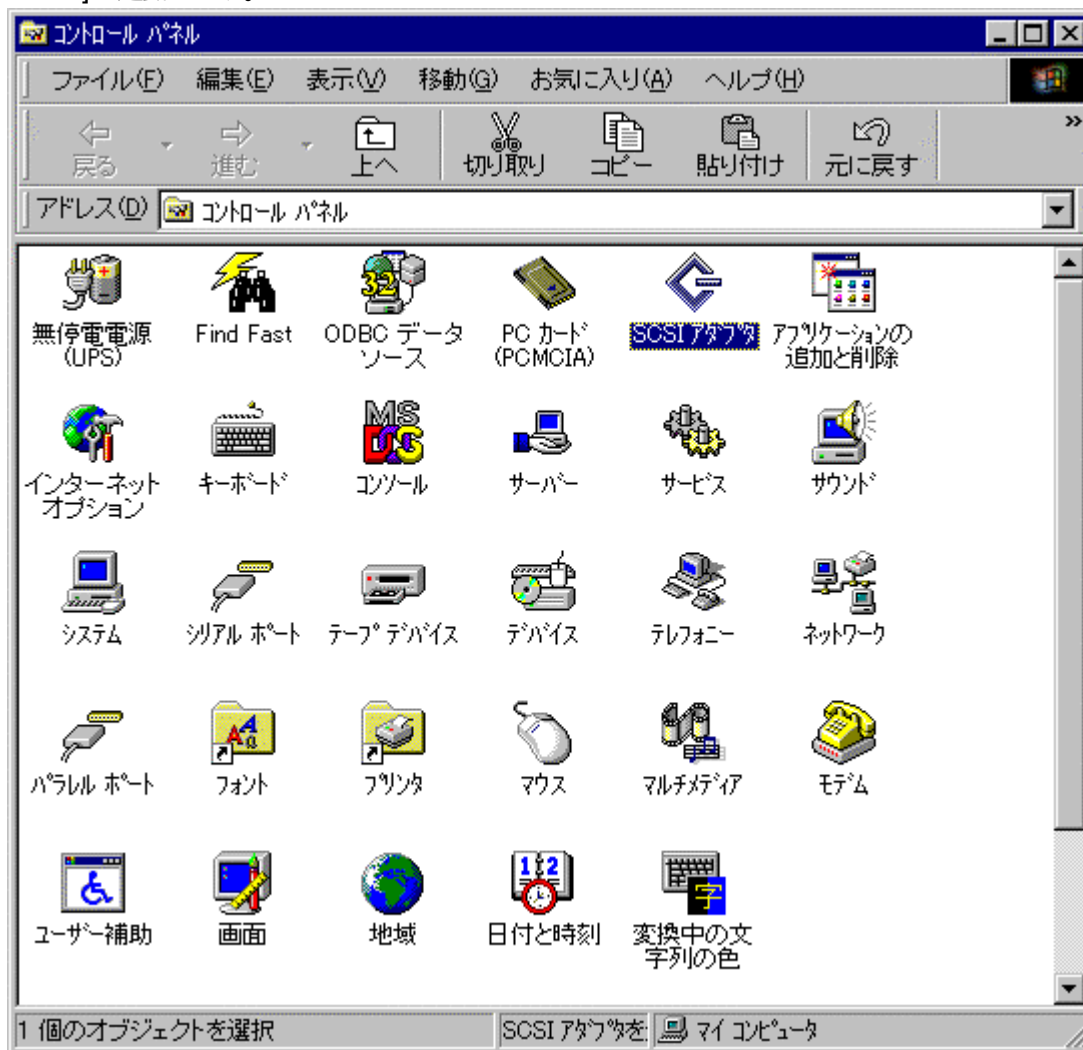 コントロール パネル
ファイル(F) 編集(E) 表示(V) 移動(G) お気に入り(A) ヘルプ(H)
戻る 進む 上へ 切り取り コピー 貼り付け 元に戻す
アドレス(D) コントロール パネル
無停電電源
(UPS)
Find Fast
ODBC データ
ソース
PC カード
(PCMCIA)
SCSI アダプタ
アプリケーションの
追加と削除
インターネット
オプション
キーボード
MS
コンソール
サーバー
サービス
サウンド
システム
シリアル ポート
テープ デバイス
デバイス
テレフォニー
ネットワーク
パラレル ポート
フォント
プリンタ
マウス
マルチメディア
モデム
ユーザー補助
画面
地域
日付と時刻
字
変換中の文
字列の色
1 個のオブジェクトを選択
SCSI アダプタを
マイ コンピュータ